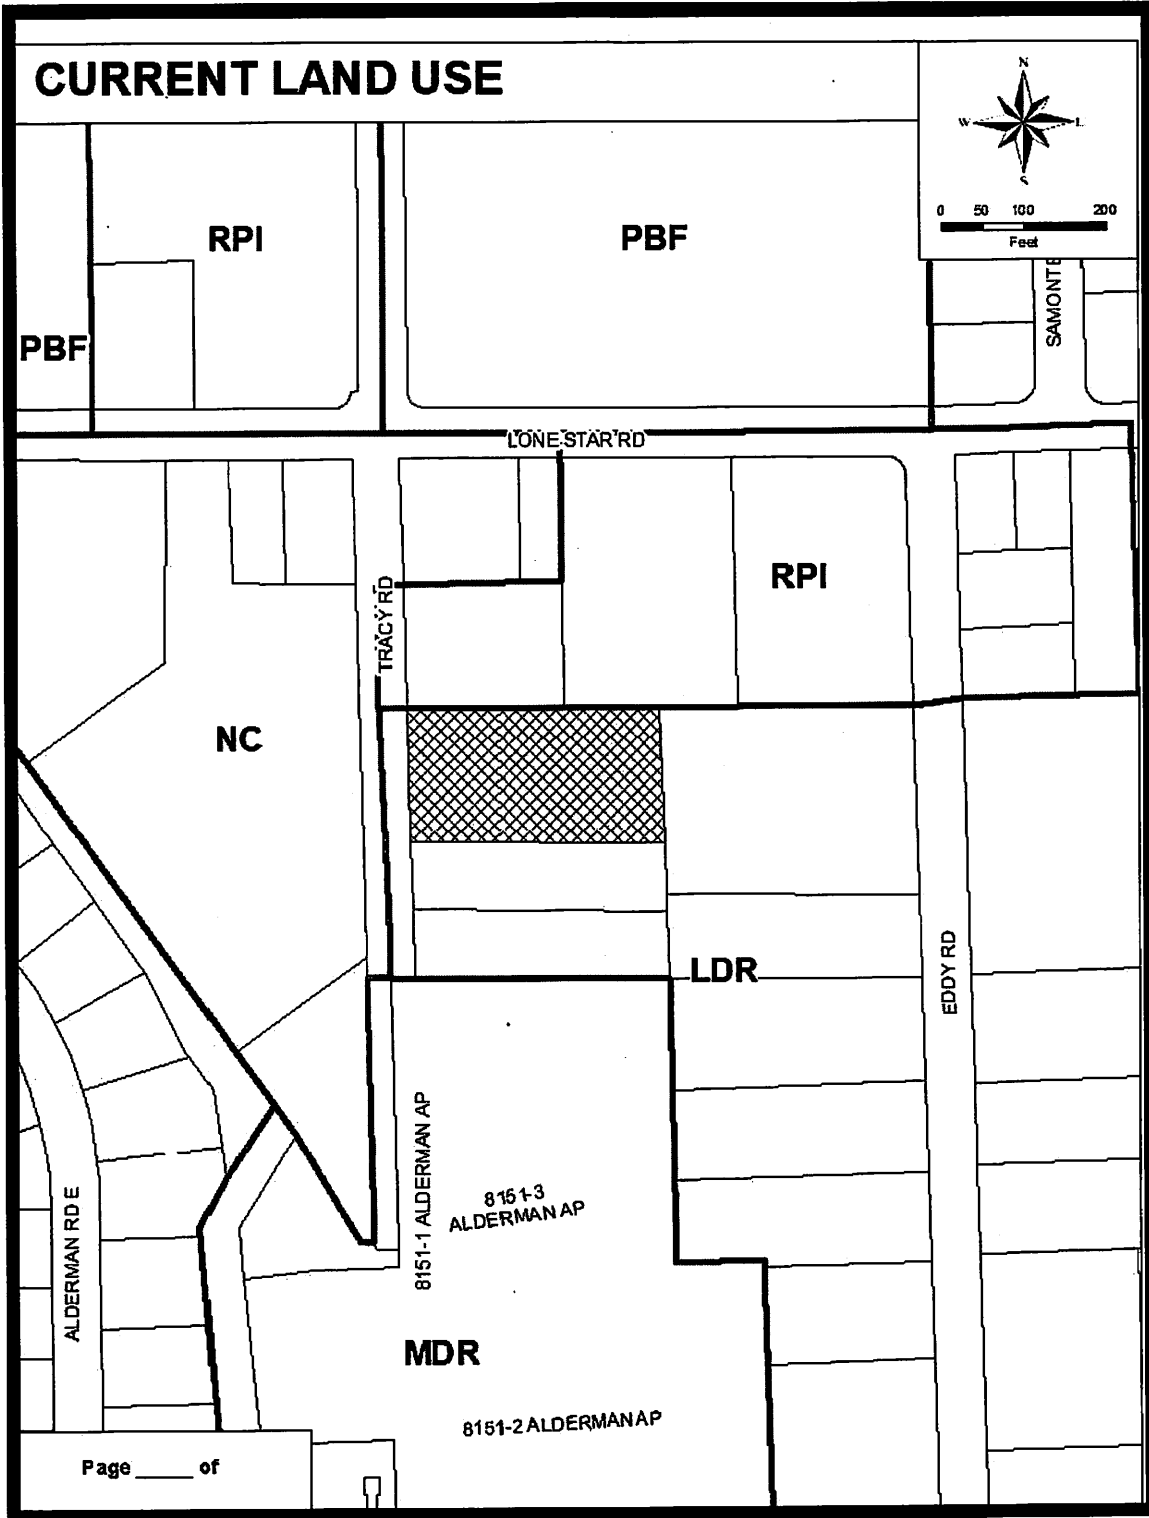 CURRENT LAND USE
N
W
L
S
0 50 100 200
Feet
RPI
PBF
PBF
SAMONTE
LONE STAR RD
TRACY RD
RPI
NC
LDR
EDDY RD
8151-1 ALDERMAN AP
8151-3
ALDERMAN AP
ALDERMAN RD E
MDR
8151-2 ALDERMAN AP
Page _____ of